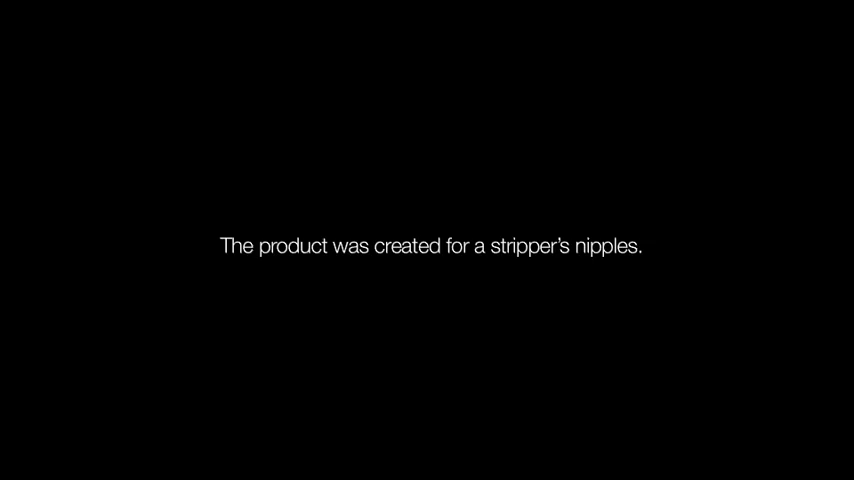 The product was created for a stripper’s nipples.